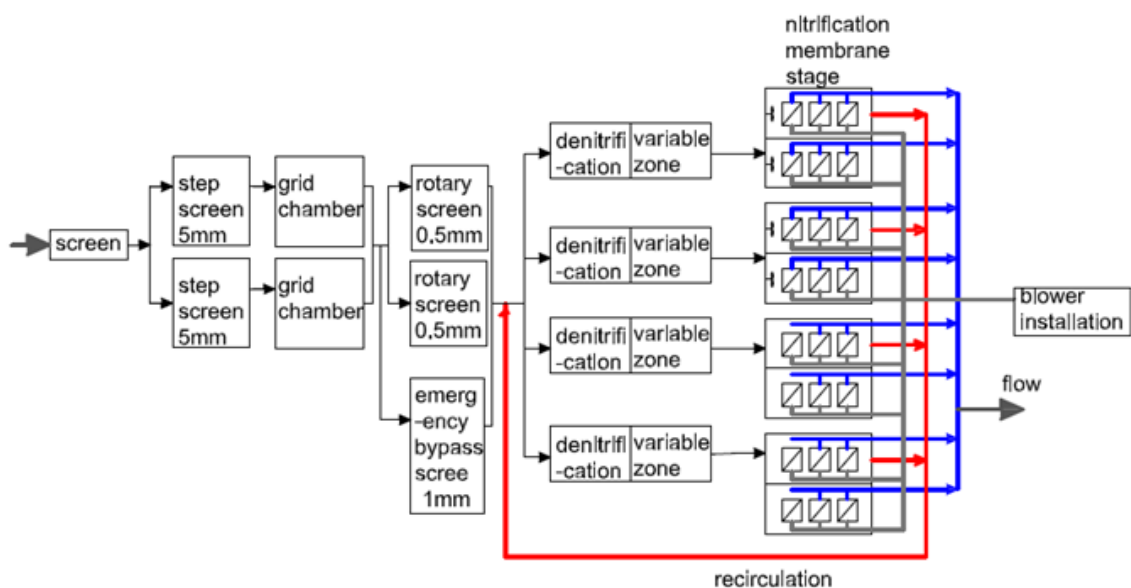 nitrification
membrane
stage
screen
step
screen
5mm
grid
chamber
step
screen
5mm
grid
chamber
rotary
screen
0.5mm
rotary
screen
0.5mm
emerg
-ency
bypass
scree
1mm
denitrifi
-cation
variable
zone
denitrifi
-cation
variable
zone
denitrifi
-cation
variable
zone
denitrifi
-cation
variable
zone
blower
installation
flow
recirculation